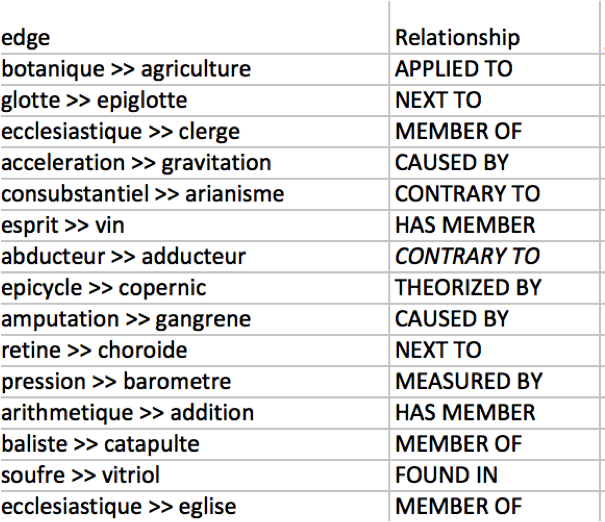 edge Relationship
botanique >> agriculture APPLIED TO
glotte >> epiglotte NEXT TO
ecclesiastique >> clerge MEMBER OF
acceleration >> gravitation CAUSED BY
consubstantiel >> arianisme CONTRARY TO
esprit >> vin HAS MEMBER
abducteur >> adducteur CONTRARY TO
epicycle >> copernic THEORIZED BY
amputation >> gangrene CAUSED BY
retine >> choroide NEXT TO
pression >> barometre MEASURED BY
arithmetique >> addition HAS MEMBER
baliste >> catapulte MEMBER OF
soufre >> vitriol FOUND IN
ecclesiastique >> eglise MEMBER OF